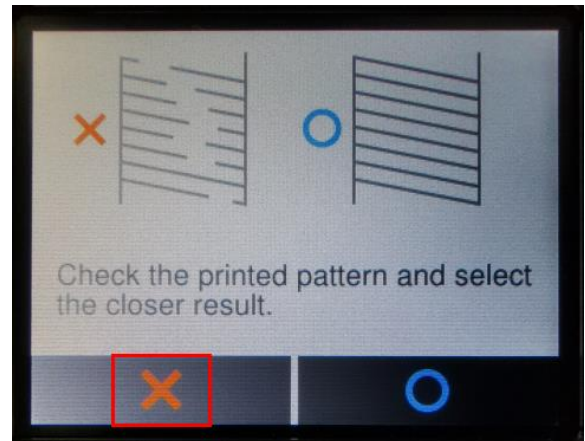 Check the printed pattern and select
the closer result.